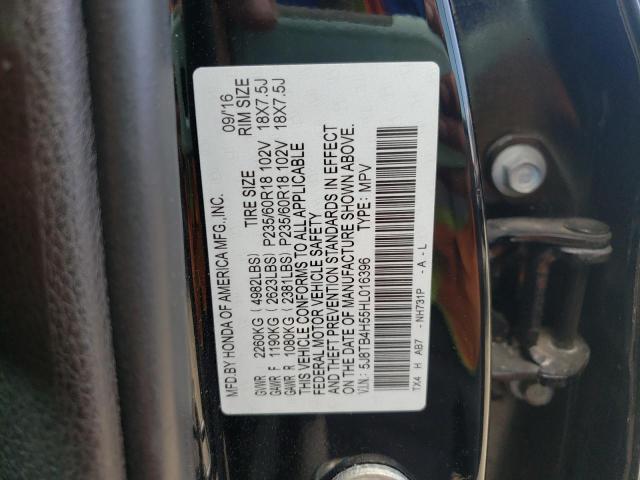 MFD.BY HONDA OF AMERICA MFG.,INC. 09/'16
TIRE SIZE RIM SIZE
GVWR 2260KG (4982LBS)
GAWR F 1190KG (2623LBS) P235/60R18 102V 18X7.5J
GAWR R 1080KG (2381LBS) P235/60R18 102V 18X7.5J
THIS VEHICLE CONFORMS TO ALL APPLICABLE
FEDERAL MOTOR VEHICLE SAFETY
AND THEFT PREVENTION STANDARDS IN EFFECT
ON THE DATE OF MANUFACTURE SHOWN ABOVE.
V.I.N.: 5J8TB4H55HL016396 TYPE: MPV
TX4 H AB7 -NH731P -A-L